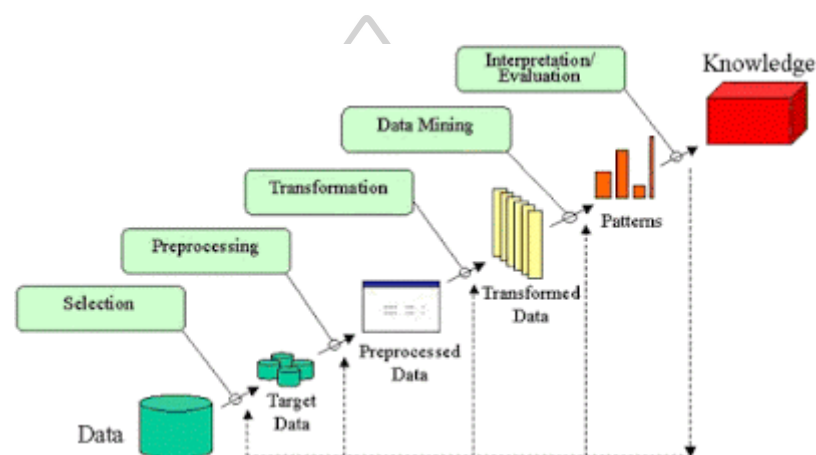 Interpretation/
Evaluation
Knowledge
Data Mining
Transformation
Patterns
Preprocessing
Transformed
Data
Selection
Preprocessed
Data
Target
Data
Data